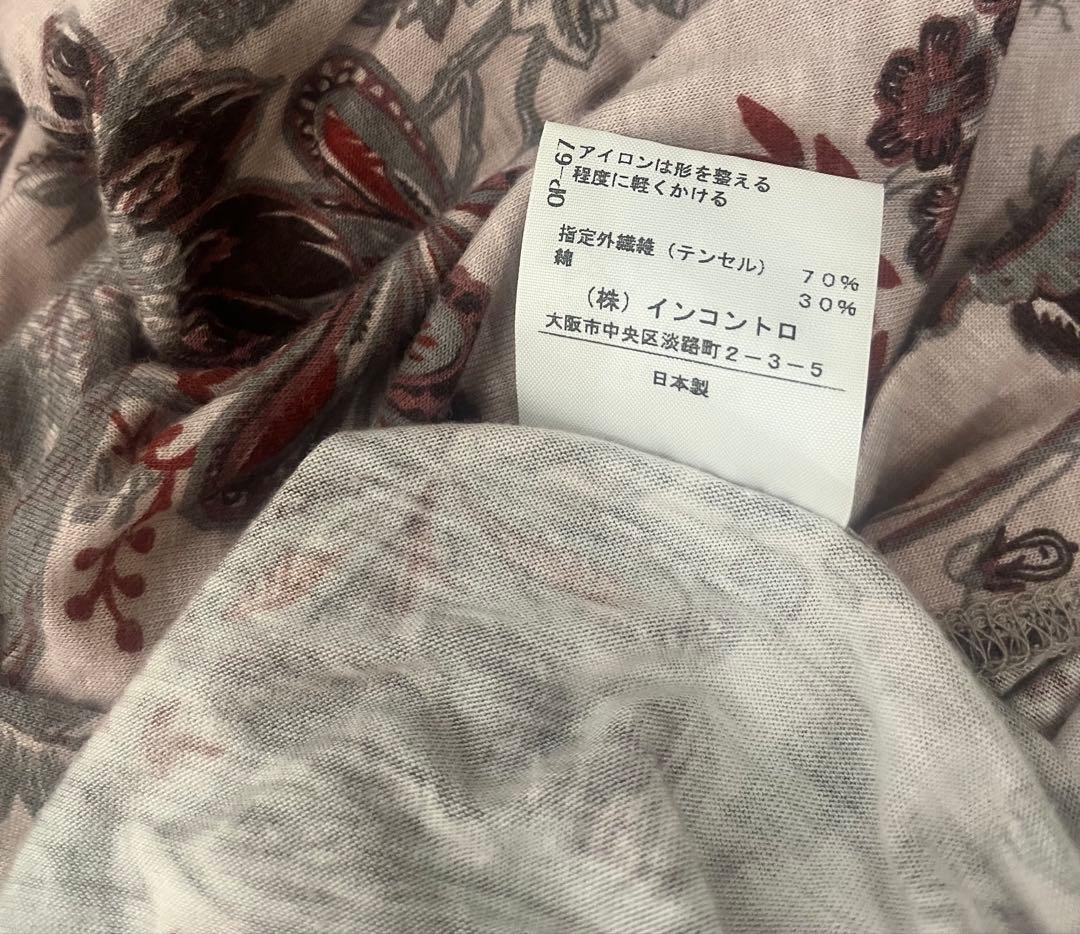 OP-67
アイロンは形を整える
程度に軽くかける
指定外繊維（テンセル） 70%
綿 30%
（株）インコントロ
大阪市中央区淡路町2-3-5
日本製